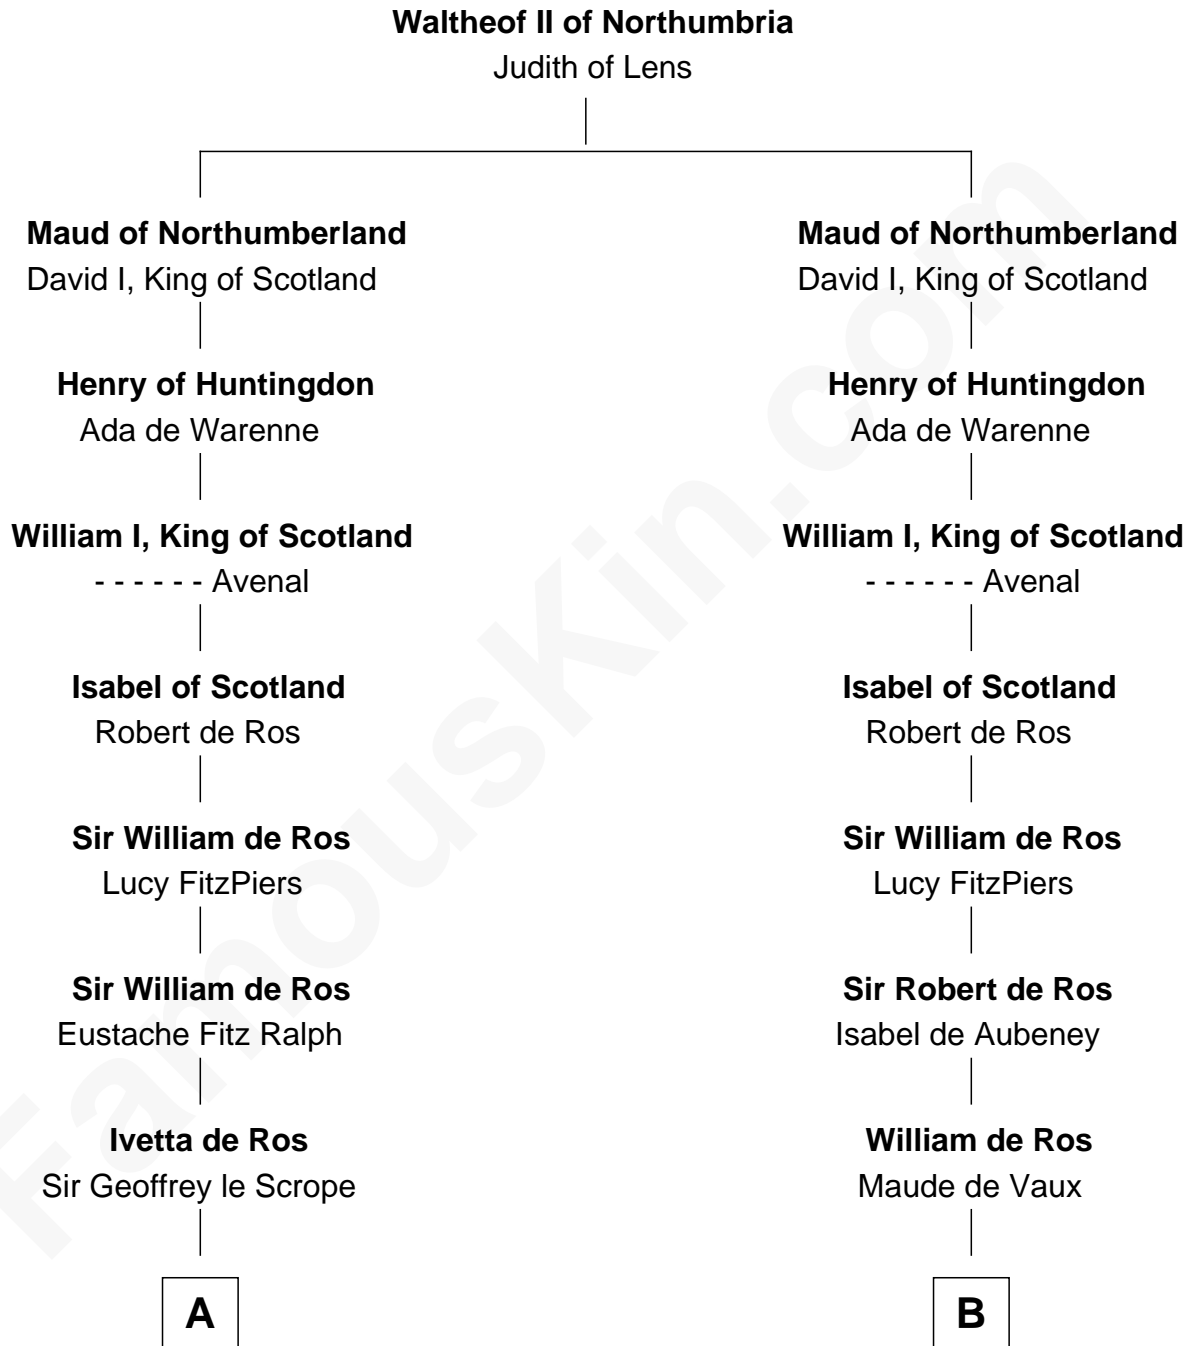 Waltheof II of Northumbria
Judith of Lens
Maud of Northumberland
David I, King of Scotland
Henry of Huntingdon
Ada de Warenne
William I, King of Scotland
- - - - - - Avenal
Isabel of Scotland
Robert de Ros
Sir William de Ros
Lucy FitzPiers
Sir William de Ros
Eustache Fitz Ralph
Ivetta de Ros
Sir Geoffrey le Scrope
A
Maud of Northumberland
David I, King of Scotland
Henry of Huntingdon
Ada de Warenne
William I, King of Scotland
- - - - - - Avenal
Isabel of Scotland
Robert de Ros
Sir William de Ros
Lucy FitzPiers
Sir Robert de Ros
Isabel de Aubeney
William de Ros
Maude de Vaux
B
FamousKin.com